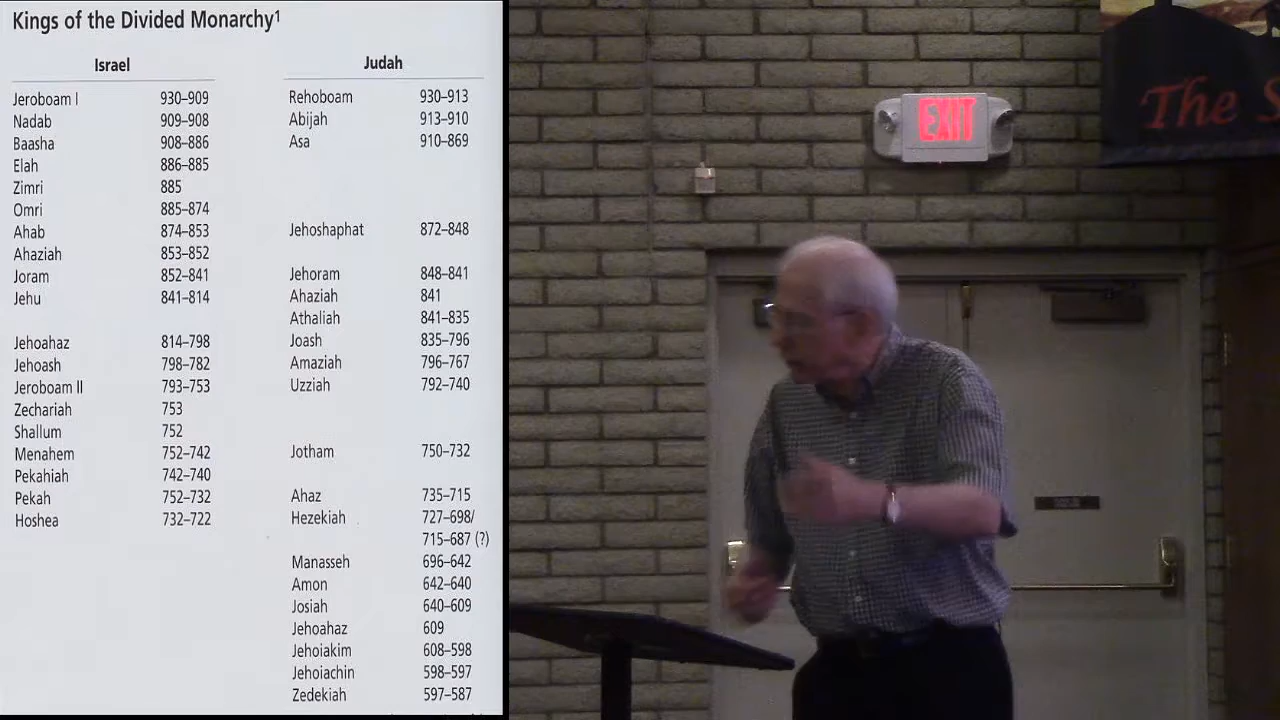 Kings of the Divided Monarchy1
Israel
Jeroboam I 930–909
Nadab 909–908
Baasha 908–886
Elah 886–885
Zimri 885
Omri 885–874
Ahab 874–853
Ahaziah 853–852
Joram 852–841
Jehu 841–814
Jehoahaz 814–798
Jehoash 798–782
Jeroboam II 793–753
Zechariah 753
Shallum 752
Menahem 752–742
Pekahiah 742–740
Pekah 752–732
Hoshea 732–722
Judah
Rehoboam 930–913
Abijah 913–910
Asa 910–869
Jehoshaphat 872–848
Jehoram 848–841
Ahaziah 841
Athaliah 841–835
Joash 835–796
Amaziah 796–767
Uzziah 792–740
Jotham 750–732
Ahaz 735–715
Hezekiah 727–698/
715–687 (?)
Manasseh 696–642
Amon 642–640
Josiah 640–609
Jehoahaz 609
Jehoiakim 608–598
Jehoiachin 598–597
Zedekiah 597–587
EXIT
The S